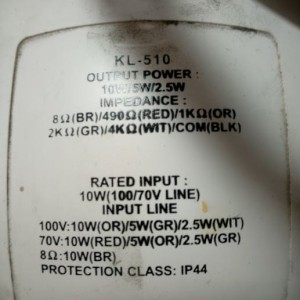 KL-510
OUTPUT POWER :
10W/5W/2.5W
IMPEDANCE :
8Ω(BR)/490Ω(RED)/1KΩ(OR)
2KΩ(GR)/4KΩ(WIT)/COM(BLK)
RATED INPUT :
10W(100/70V LINE)
INPUT LINE
100V:10W(OR)/5W(GR)/2.5W(WIT)
70V:10W(RED)/5W(OR)/2.5W(GR)
8Ω:10W(BR)
PROTECTION CLASS: IP44